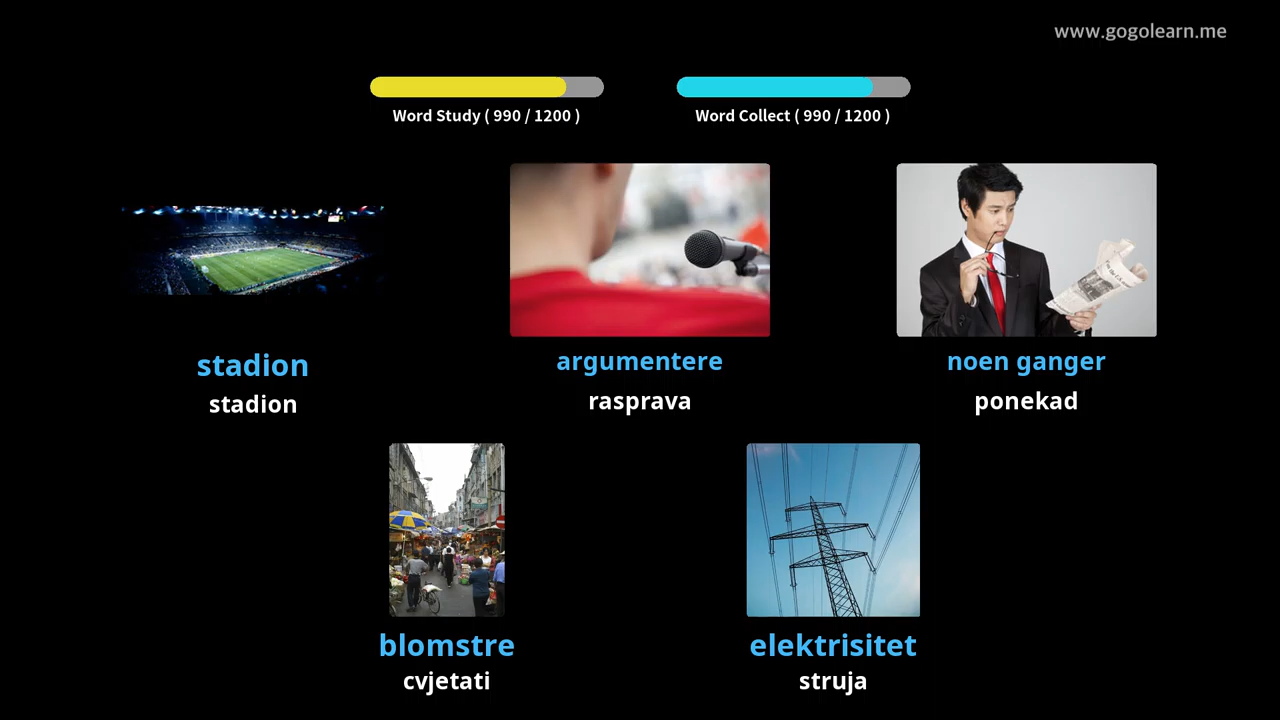 www.gogolearn.me
Word Study ( 990 / 1200 )
Word Collect ( 990 / 1200 )
stadion
stadion
argumentere
rasprava
noen ganger
ponekad
blomstre
cvjetati
elektrisitet
struja